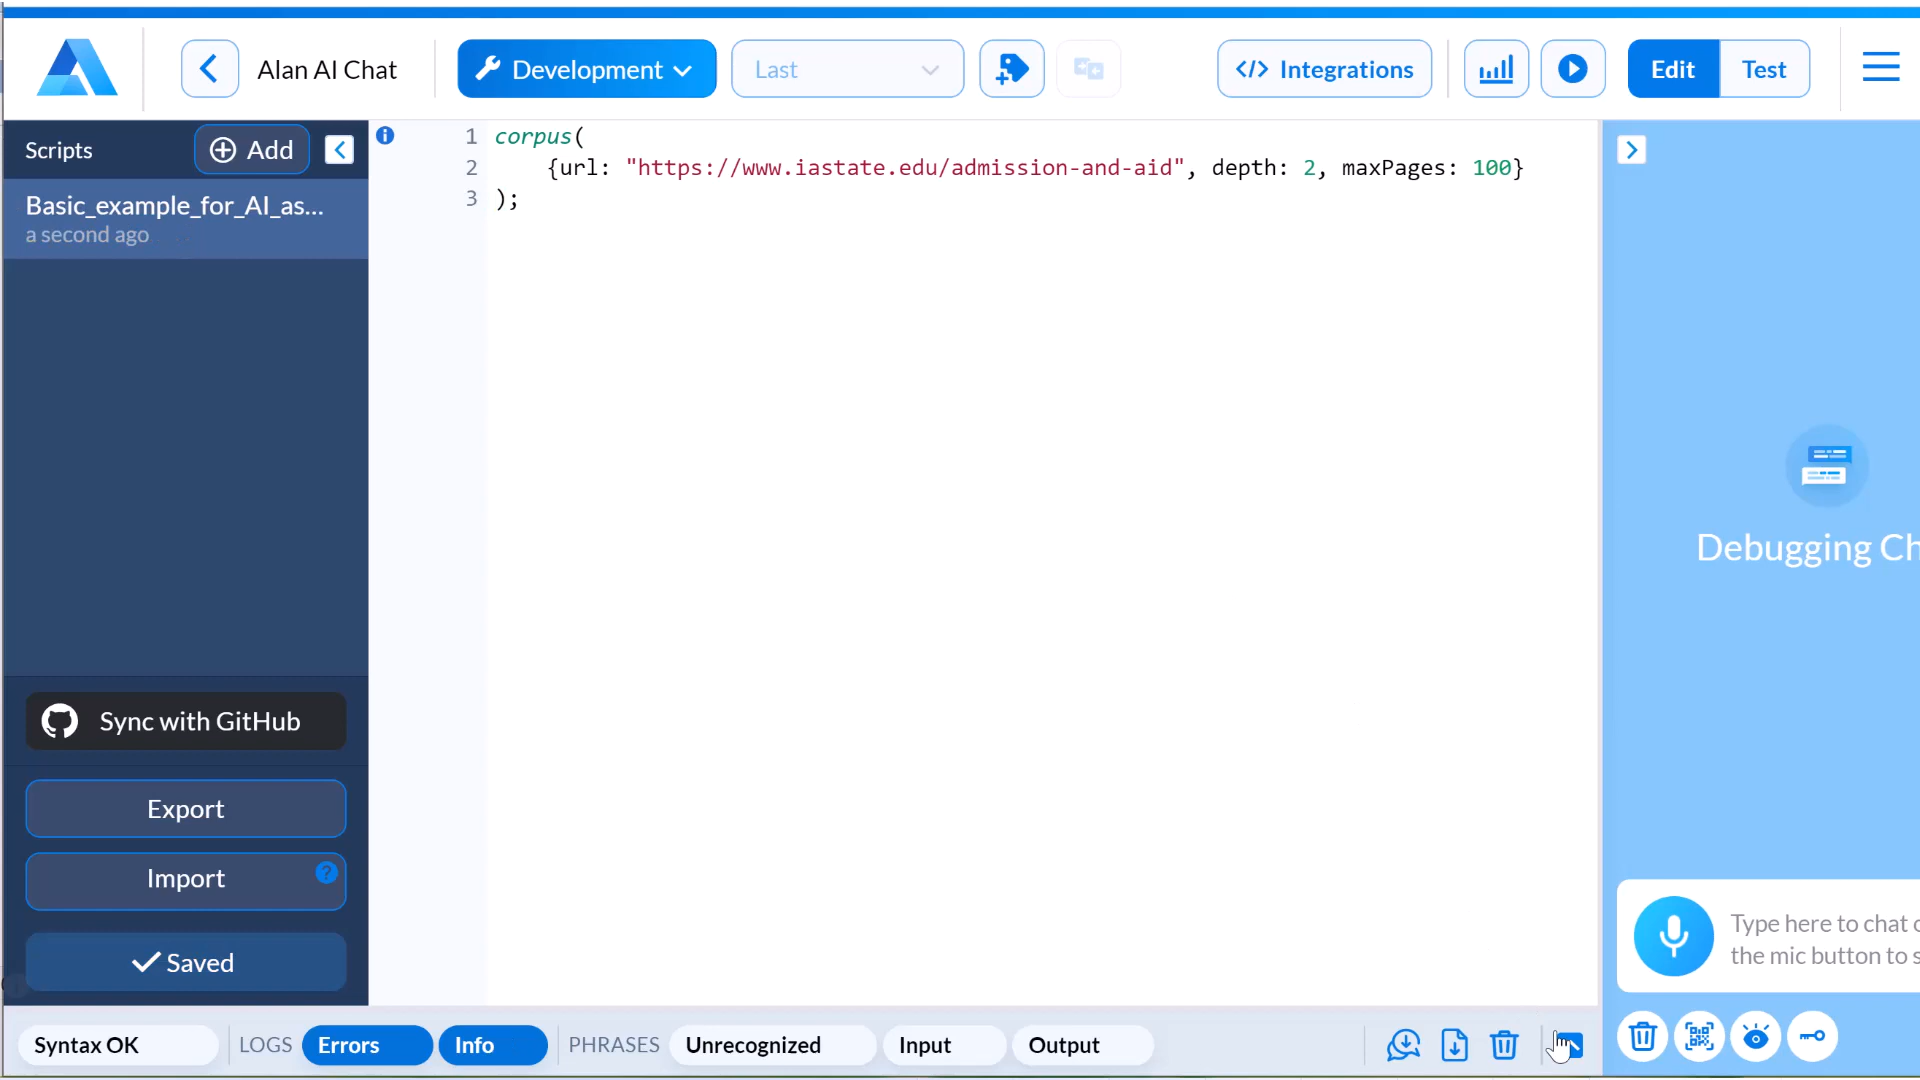 Alan AI Chat
Development
Last
</> Integrations
Edit
Test
Scripts
Add
Basic_example_for_AI_as...
a second ago
1 corpus(
2 {url: "https://www.iastate.edu/admission-and-aid", depth: 2, maxPages: 100}
3 );
Debugging Ch
Sync with GitHub
Export
Import
?
Saved
Type here to chat o
the mic button to s
Syntax OK
LOGS
Errors
Info
PHRASES
Unrecognized
Input
Output